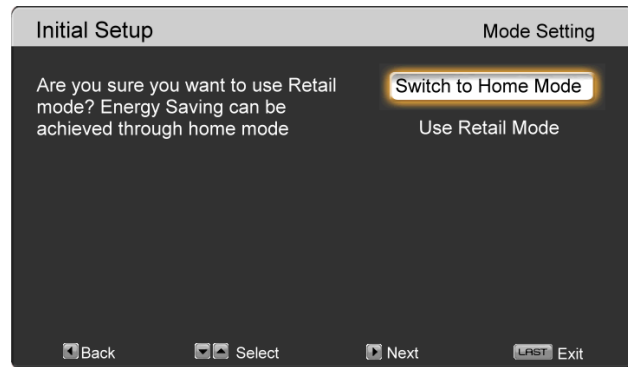 Initial Setup
Mode Setting
Are you sure you want to use Retail
mode? Energy Saving can be
achieved through home mode
Switch to Home Mode
Use Retail Mode
Back
Select
Next
LAST Exit